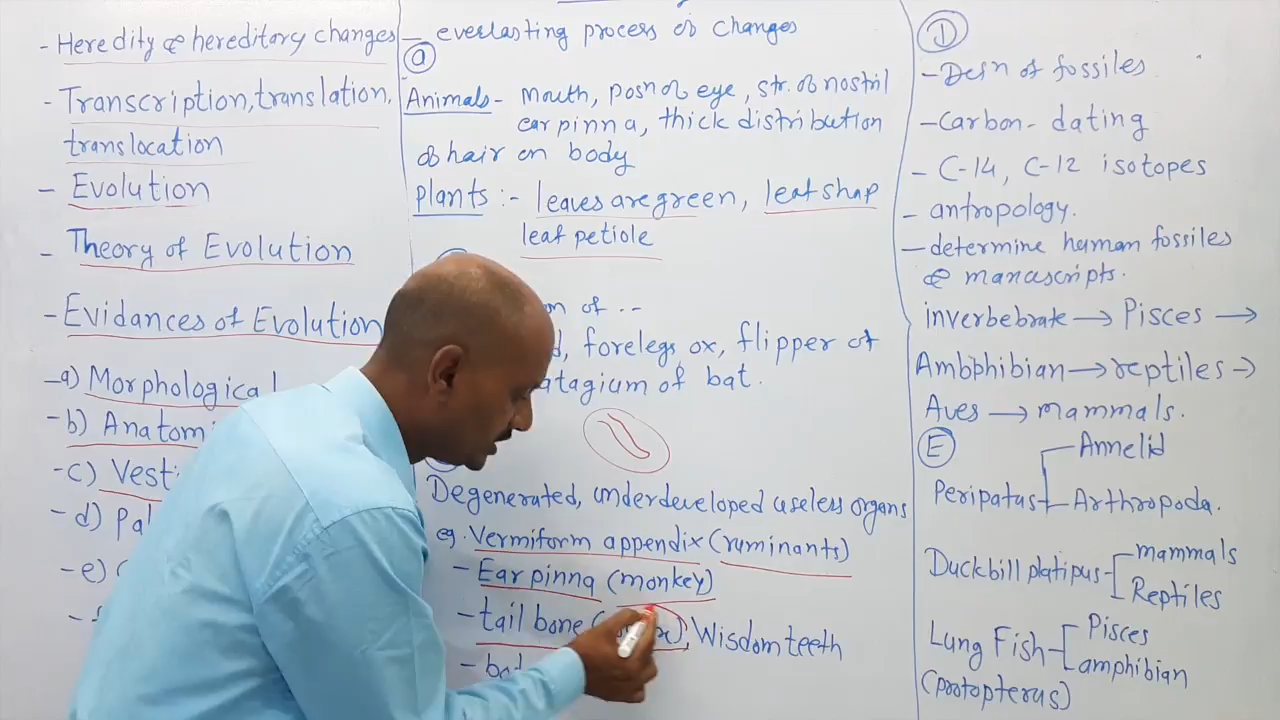 - Heredity & hereditary changes
- Transcription, translation,
translocation
- Evolution
- Theory of Evolution
- Evidances of Evolution
-a) Morphological
-b) Anatom
-c) Vest
-d) pal
-e)
- everlasting process of changes
(a)
Animals - mouth, posn of eye, str. of nostril
ear pinna, thick distribution
of hair on body
plants :- leaves are green, leaf shap
leaf petiole
on of --
d, forelegs ox, flipper of
atagium of bat.
Degenerated, underdeveloped useless organs
eg. Vermiform appendix (ruminants)
- Ear pinna (monkey)
- tail bone ( x), Wisdom teeth
- bo
(D)
- Desn of fossiles
- carbon-dating
- C-14, C-12 isotopes
- antropology.
- determine human fossiles
& manuscripts.
inverbebrate → Pisces →
Ambphibian → reptiles →
Aves → mammals.
(E)
Annelid
Peripatus Arthropoda.
mammals
Duckbill platipus
Reptiles
Pisces
Lung Fish
amphibian
(protopterus)